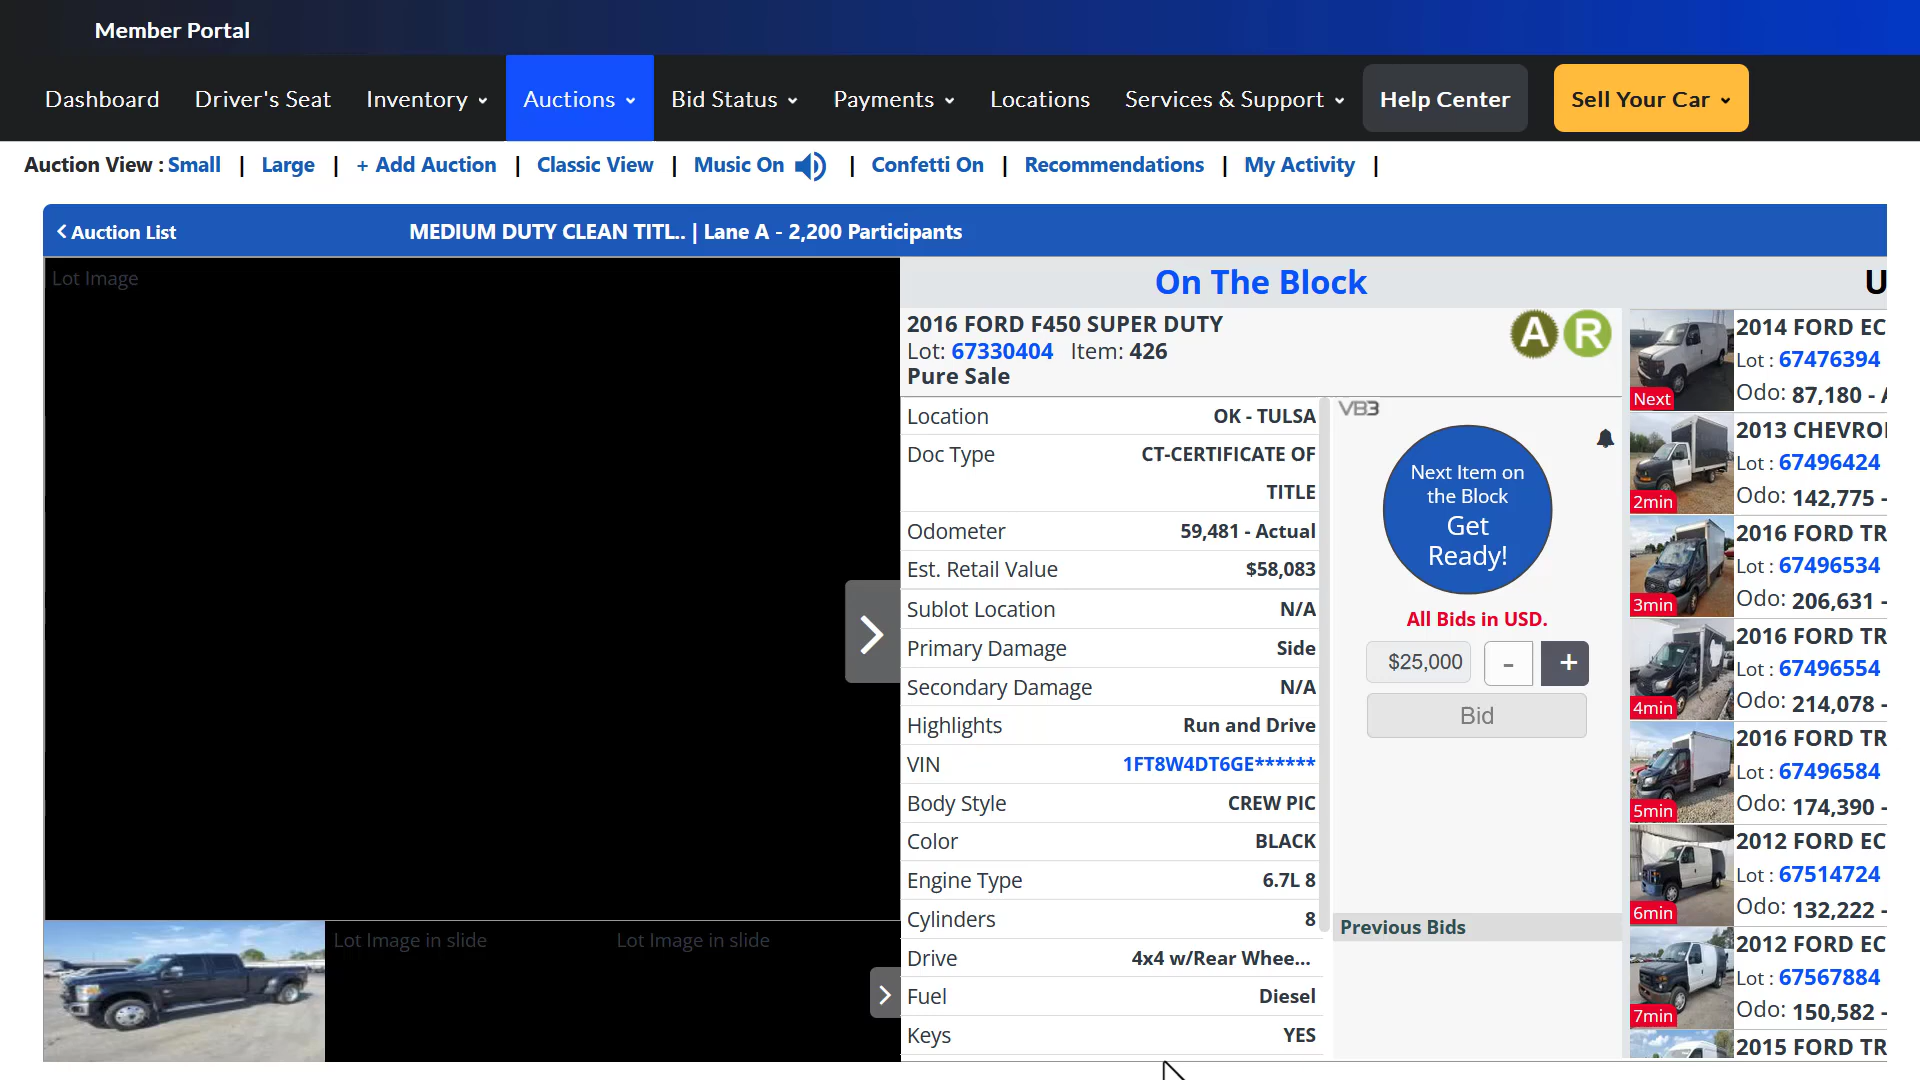 Member Portal
Dashboard Driver's Seat Inventory Auctions Bid Status Payments Locations Services & Support Help Center Sell Your Car
Auction View : Small | Large | + Add Auction | Classic View | Music On | Confetti On | Recommendations | My Activity |
Auction List
MEDIUM DUTY CLEAN TITL.. | Lane A - 2,200 Participants
Lot Image
On The Block
2016 FORD F450 SUPER DUTY
Lot: 67330404 Item: 426
Pure Sale
A R
Location OK - TULSA
Doc Type CT-CERTIFICATE OF
TITLE
Odometer 59,481 - Actual
Est. Retail Value $58,083
Sublot Location N/A
Primary Damage Side
Secondary Damage N/A
Highlights Run and Drive
VIN 1FT8W4DT6GE******
Body Style CREW PIC
Color BLACK
Engine Type 6.7L 8
Cylinders 8
Drive 4x4 w/Rear Whee...
Fuel Diesel
Keys YES
VB3
Next Item on
the Block
Get
Ready!
All Bids in USD.
$25,000 - +
Bid
Previous Bids
Lot Image in slide Lot Image in slide
U
2014 FORD EC
Lot : 67476394
Odo: 87,180 - A
Next
2013 CHEVROL
Lot : 67496424
Odo: 142,775 -
2min
2016 FORD TR
Lot : 67496534
Odo: 206,631 -
3min
2016 FORD TR
Lot : 67496554
Odo: 214,078 -
4min
2016 FORD TR
Lot : 67496584
Odo: 174,390 -
5min
2012 FORD EC
Lot : 67514724
Odo: 132,222 -
6min
2012 FORD EC
Lot : 67567884
Odo: 150,582 -
7min
2015 FORD TR